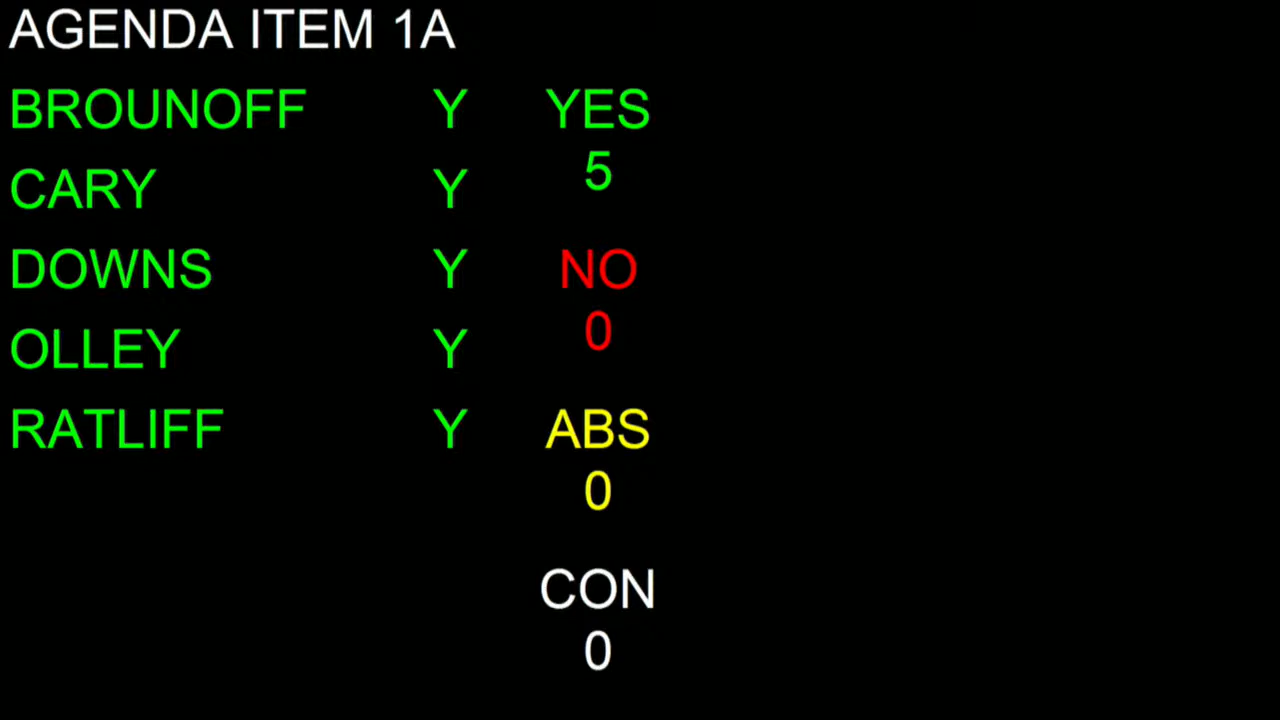 AGENDA ITEM 1A
BROUNOFF Y YES
5
CARY Y
DOWNS Y NO
0
OLLEY Y
RATLIFF Y ABS
0
CON
0